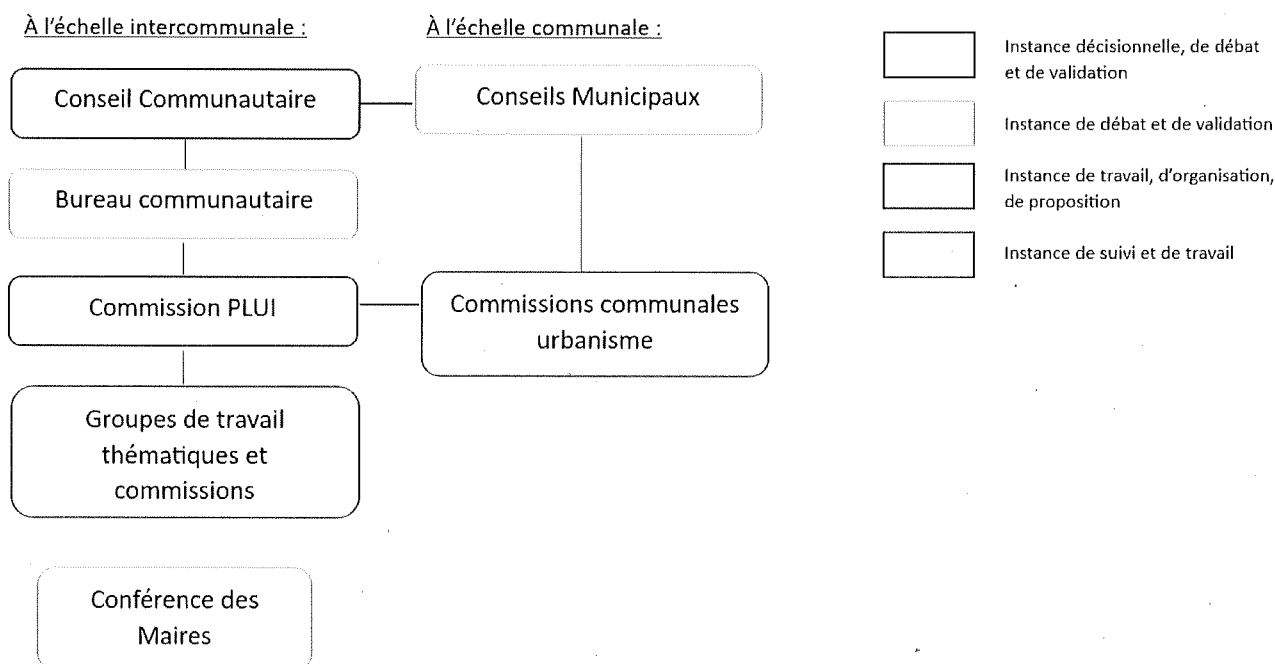 À l'échelle intercommunale :
À l'échelle communale :
Conseil Communautaire
Conseils Municipaux
Bureau communautaire
Commission PLUI
Commissions communales
urbanisme
Groupes de travail
thématiques et
commissions
Conférence des
Maires
Instance décisionnelle, de débat
et de validation
Instance de débat et de validation
Instance de travail, d'organisation,
de proposition
Instance de suivi et de travail